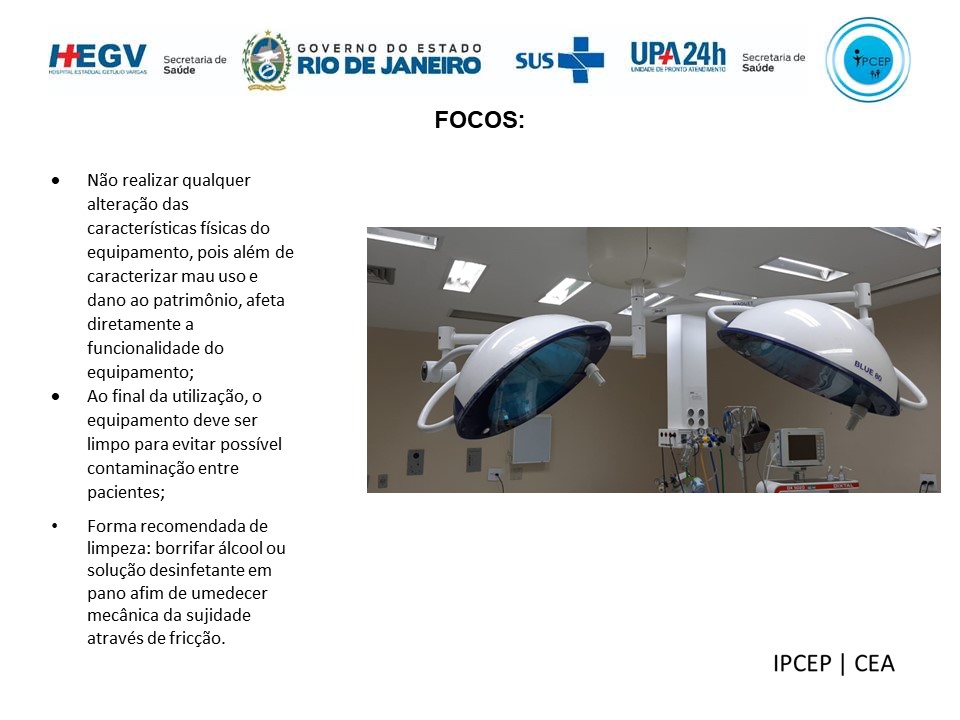 HEGV
HOSPITAL ESTADUAL GETÚLIO VARGAS
Secretaria de
Saúde
GOVERNO DO ESTADO
RIO DE JANEIRO
SUS
UPA 24h
UNIDADE DE PRONTO ATENDIMENTO
Secretaria de
Saúde
IPCEP
FOCOS:
• Não realizar qualquer
alteração das
características físicas do
equipamento, pois além de
caracterizar mau uso e
dano ao patrimônio, afeta
diretamente a
funcionalidade do
equipamento;
• Ao final da utilização, o
equipamento deve ser
limpo para evitar possível
contaminação entre
pacientes;
• Forma recomendada de
limpeza: borrifar álcool ou
solução desinfetante em
pano afim de umedecer
mecânica da sujidade
através de fricção.
BLUE 80
DIXTAL
IPCEP | CEA